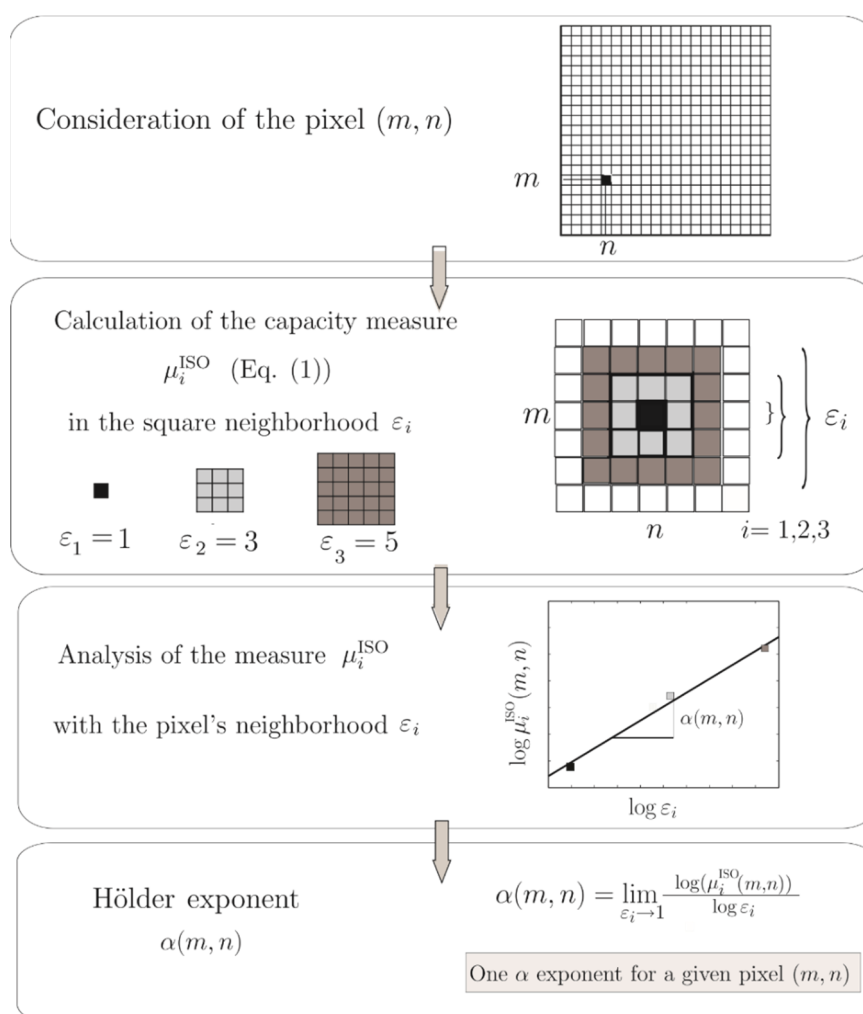 Consideration of the pixel (m, n)
m
n
Calculation of the capacity measure
μ_i^ISO (Eq. (1))
in the square neighborhood ε_i
ε_1 = 1
ε_2 = 3
ε_3 = 5
m
n
} } } ε_i
i= 1,2,3
Analysis of the measure μ_i^ISO
with the pixel's neighborhood ε_i
log μ_i^ISO(m, n)
α(m, n)
log ε_i
Hölder exponent
α(m, n)
α(m, n) = lim_{ε_i→1} log(μ_i^ISO(m,n)) / log ε_i
One α exponent for a given pixel (m, n)